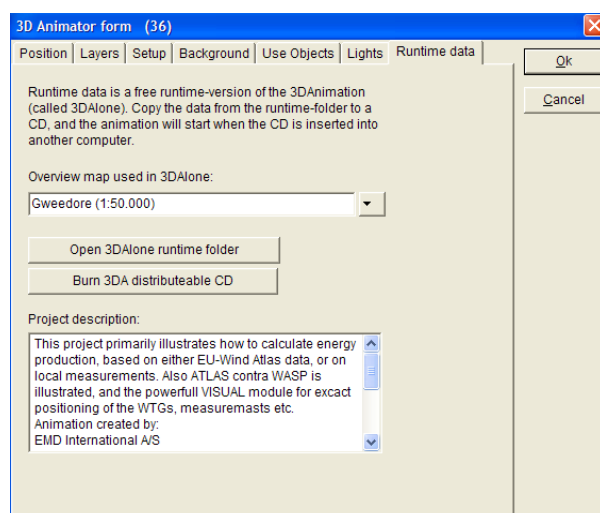 3D Animator form (36)
Position Layers Setup Background Use Objects Lights Runtime data
Ok
Cancel
Runtime data is a free runtime-version of the 3DAnimation
(called 3DAlone). Copy the data from the runtime-folder to a
CD, and the animation will start when the CD is inserted into
another computer.
Overview map used in 3DAlone:
Gweedore (1:50.000)
Open 3DAlone runtime folder
Burn 3DA distributeable CD
Project description:
This project primarily illustrates how to calculate energy
production, based on either EU-Wind Atlas data, or on
local measurements. Also ATLAS contra WASP is
illustrated, and the powerfull VISUAL module for excact
positioning of the WTGs, measuremasts etc.
Animation created by:
EMD International A/S